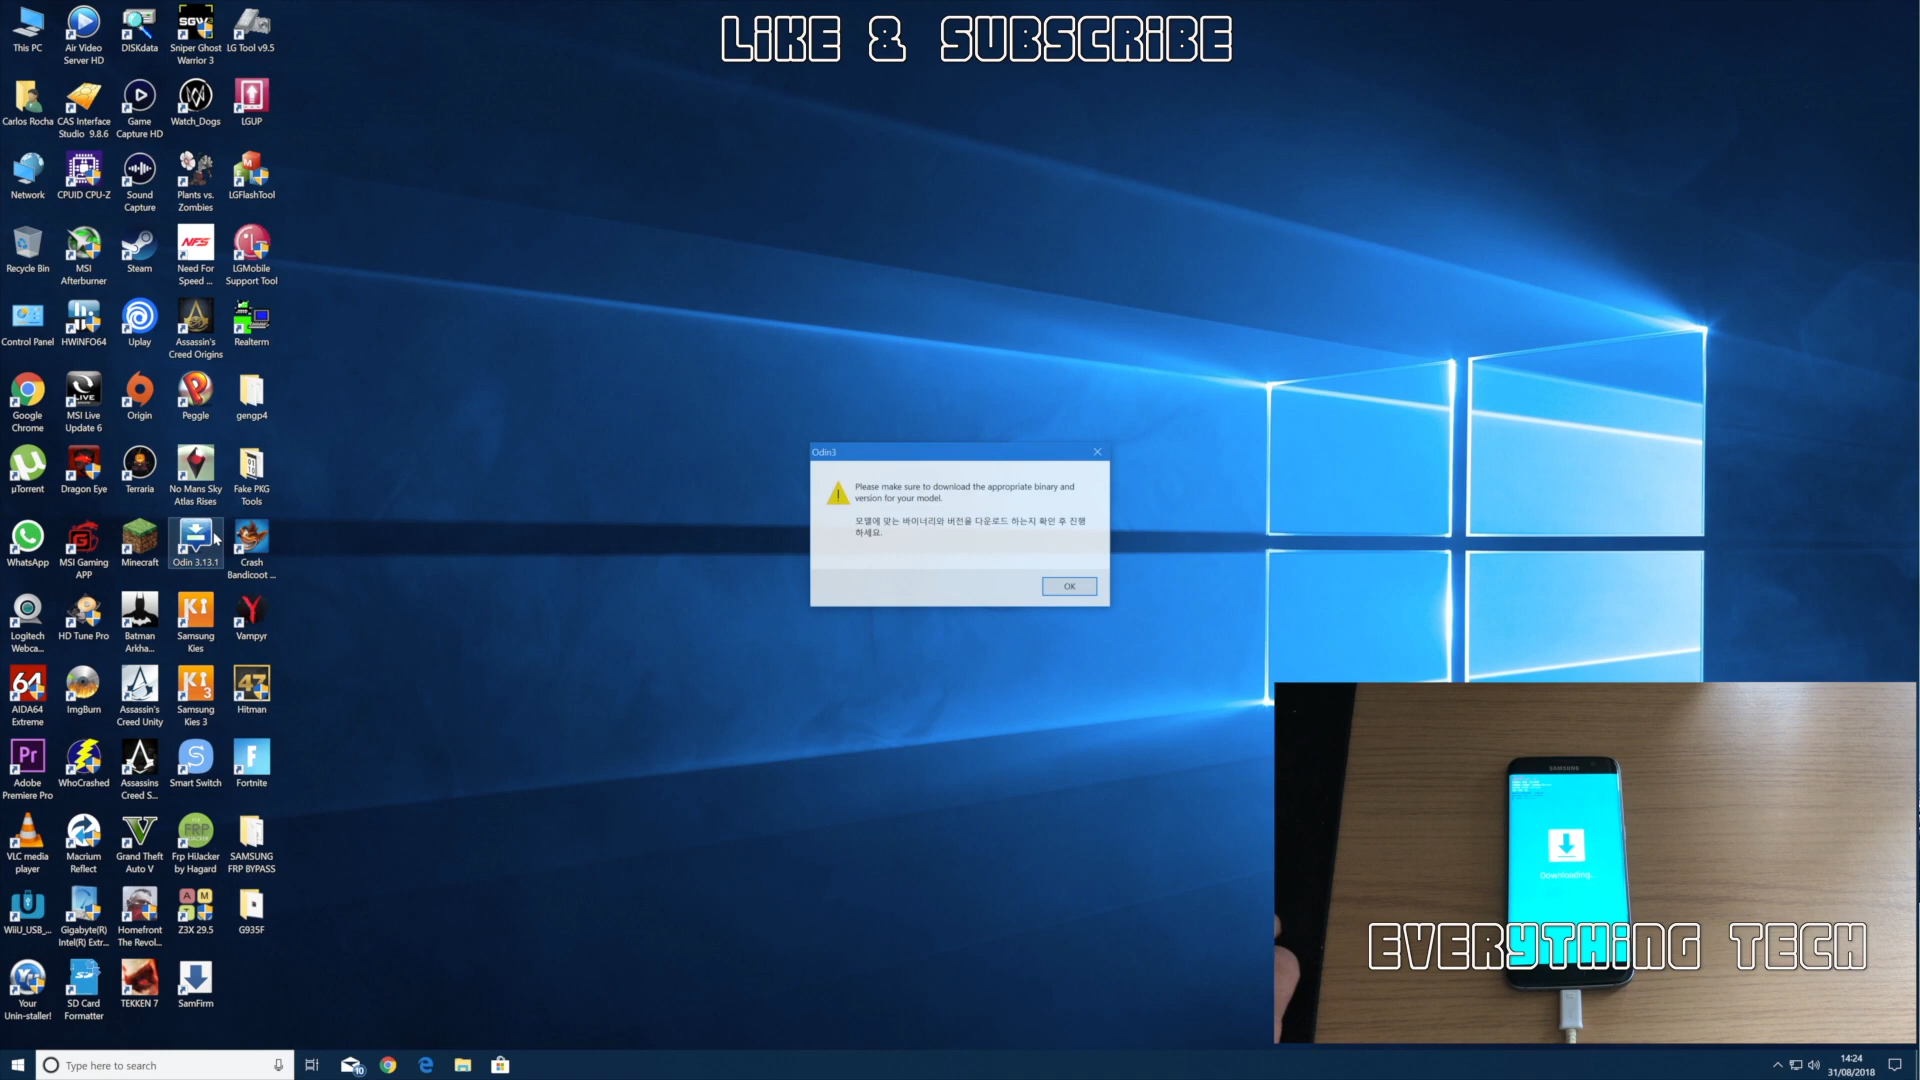 LiKE & SUBSCRiBE
This PC
Air Video
Server HD
DISKdata
Sniper Ghost
Warrior 3
LG Tool v9.5
Carlos Rocha
CAS Interface
Studio 9.8.6
Game
Capture HD
Watch_Dogs
LGUP
Network
CPUID CPU-Z
Sound
Capture
Plants vs.
Zombies
LGFlashTool
Recycle Bin
MSI
Afterburner
Steam
NFS
Need For
Speed ...
LGMobile
Support Tool
Control Panel
HWiNFO64
Uplay
Assassin's
Creed Origins
Realterm
Google
Chrome
LIVE
MSI Live
Update 6
Origin
Peggle
gengp4
µTorrent
Dragon Eye
Terraria
No Mans Sky
Atlas Rises
Fake PKG
Tools
WhatsApp
MSI Gaming
APP
Minecraft
Odin 3.13.1
Crash
Bandicoot ...
Logitech
Webca...
HD Tune Pro
Batman
Arkha...
Samsung
Kies
Vampyr
64
AIDA64
Extreme
ImgBurn
Assassin's
Creed Unity
Samsung
Kies 3
47
Hitman
Pr
Adobe
Premiere Pro
WhoCrashed
Assassins
Creed S...
Smart Switch
Fortnite
VLC media
player
Macrium
Reflect
Grand Theft
Auto V
FRP
Frp HiJacker
by Hagard
SAMSUNG
FRP BYPASS
WiiU_USB_...
Gigabyte(R)
Intel(R) Extr...
Homefront
The Revol...
Z3X 29.5
G935F
Your
Unin-staller!
SD Card
Formatter
TEKKEN 7
SamFirm
Odin3
Please make sure to download the appropriate binary and
version for your model.
모델에 맞는 바이너리와 버전을 다운로드 하는지 확인 후 진행
하세요.
OK
SAMSUNG
Downloading...
EVERYTHiNG TECH
Type here to search
10
14:24
31/08/2018